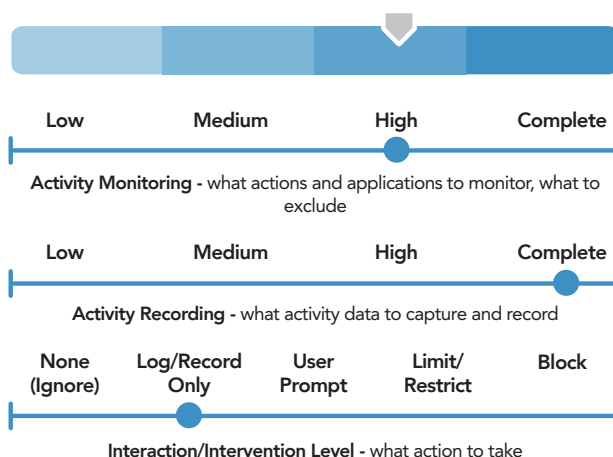 Low Medium High Complete
Activity Monitoring - what actions and applications to monitor, what to
exclude
Low Medium High Complete
Activity Recording - what activity data to capture and record
None Log/Record User Limit/ Block
(Ignore) Only Prompt Restrict
Interaction/Intervention Level - what action to take